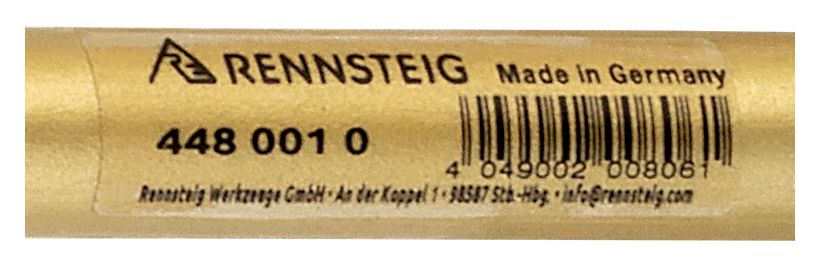 RENNSTEIG Made in Germany
448 001 0
4 049002 008061
Rennsteig Werkzeuge GmbH · An der Koppel 1 · 98587 Stb.-Hbg. · info@rennsteig.com